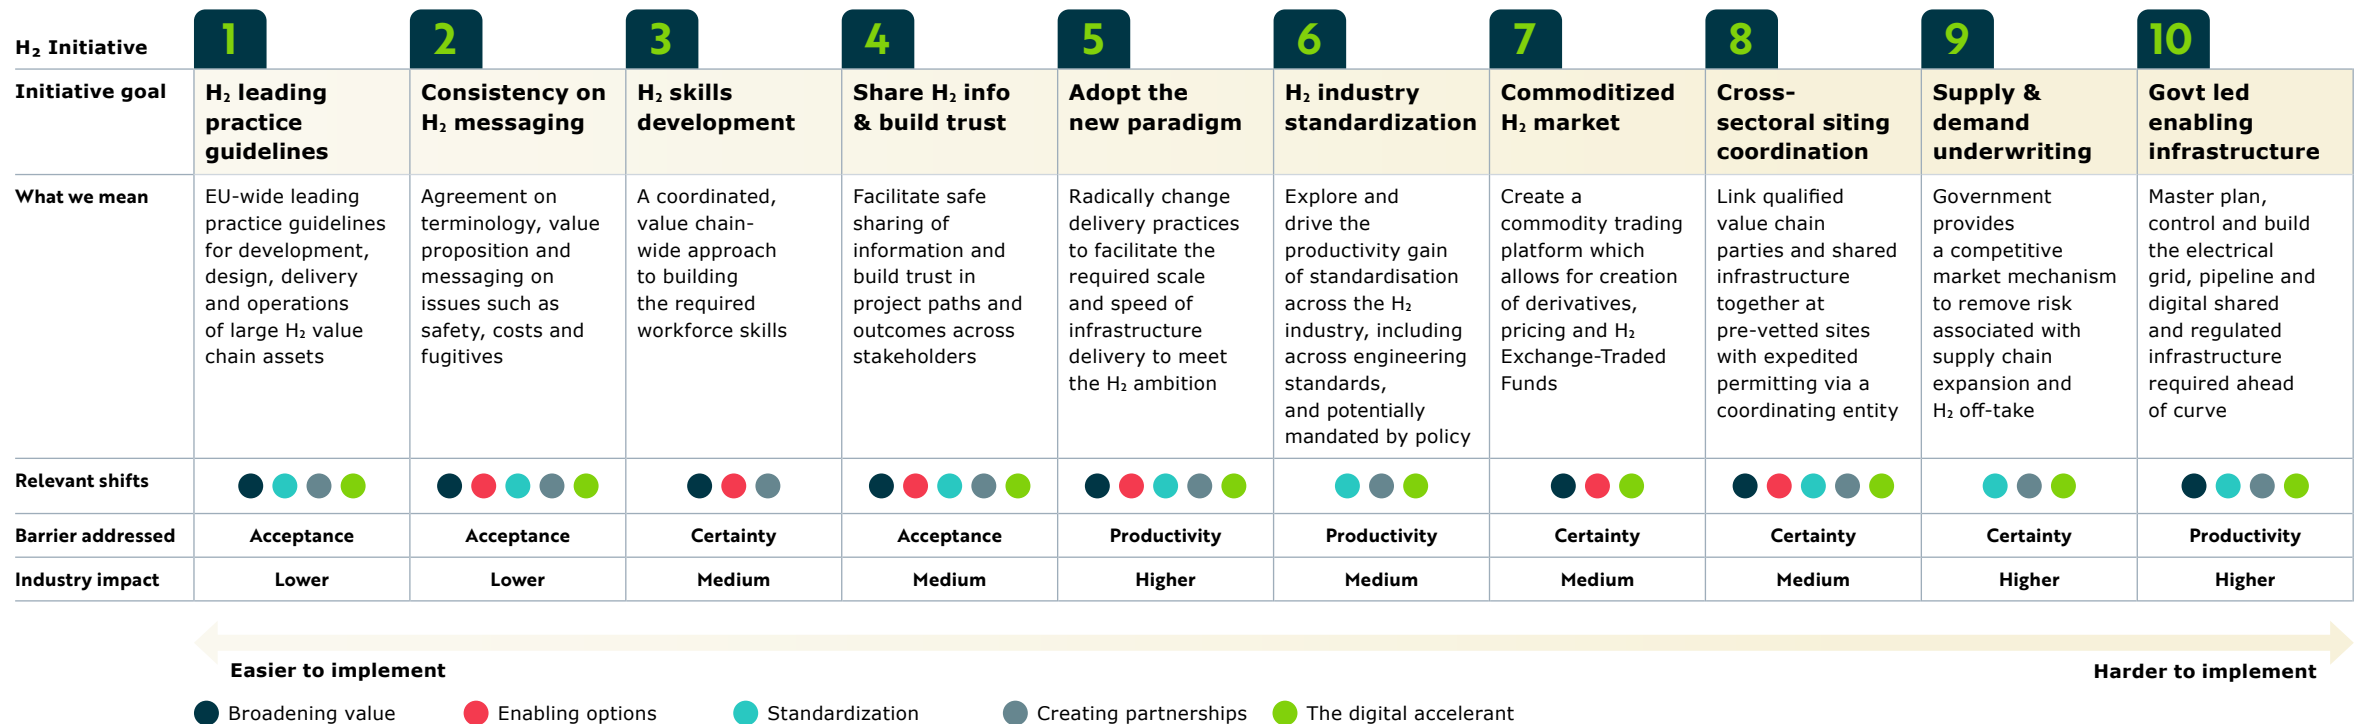 H₂ Initiative
1
2
3
4
5
6
7
8
9
10
Initiative goal
H₂ leading
practice
guidelines
Consistency on
H₂ messaging
H₂ skills
development
Share H₂ info
& build trust
Adopt the
new paradigm
H₂ industry
standardization
Commoditized
H₂ market
Cross-
sectoral siting
coordination
Supply &
demand
underwriting
Govt led
enabling
infrastructure
What we mean
EU-wide leading
practice guidelines
for development,
design, delivery
and operations
of large H₂ value
chain assets
Agreement on
terminology, value
proposition and
messaging on
issues such as
safety, costs and
fugitives
A coordinated,
value chain-
wide approach
to building
the required
workforce skills
Facilitate safe
sharing of
information and
build trust in
project paths and
outcomes across
stakeholders
Radically change
delivery practices
to facilitate the
required scale
and speed of
infrastructure
delivery to meet
the H₂ ambition
Explore and
drive the
productivity gain
of standardisation
across the H₂
industry, including
across engineering
standards,
and potentially
mandated by policy
Create a
commodity trading
platform which
allows for creation
of derivatives,
pricing and H₂
Exchange-Traded
Funds
Link qualified
value chain
parties and shared
infrastructure
together at
pre-vetted sites
with expedited
permitting via a
coordinating entity
Government
provides
a competitive
market mechanism
to remove risk
associated with
supply chain
expansion and
H₂ off-take
Master plan,
control and build
the electrical
grid, pipeline and
digital shared
and regulated
infrastructure
required ahead
of curve
Relevant shifts
Barrier addressed
Acceptance
Acceptance
Certainty
Acceptance
Productivity
Productivity
Certainty
Certainty
Certainty
Productivity
Industry impact
Lower
Lower
Medium
Medium
Higher
Medium
Medium
Medium
Higher
Higher
Easier to implement
Harder to implement
Broadening value
Enabling options
Standardization
Creating partnerships
The digital accelerant